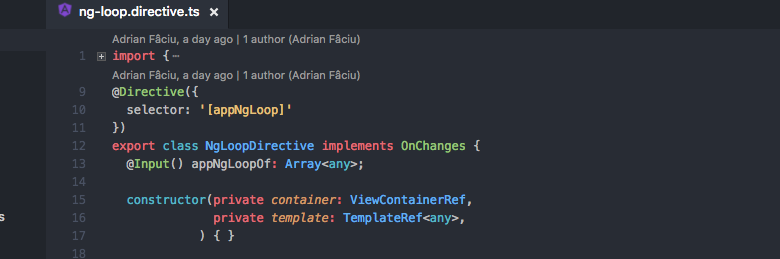 ng-loop.directive.ts ×
Adrian Fâciu, a day ago | 1 author (Adrian Fâciu)
1 import {⋯
Adrian Fâciu, a day ago | 1 author (Adrian Fâciu)
9 @Directive({
10   selector: '[appNgLoop]'
11 })
12 export class NgLoopDirective implements OnChanges {
13   @Input() appNgLoopOf: Array<any>;
14
15   constructor(private container: ViewContainerRef,
s
16               private template: TemplateRef<any>,
17             ) { }
18